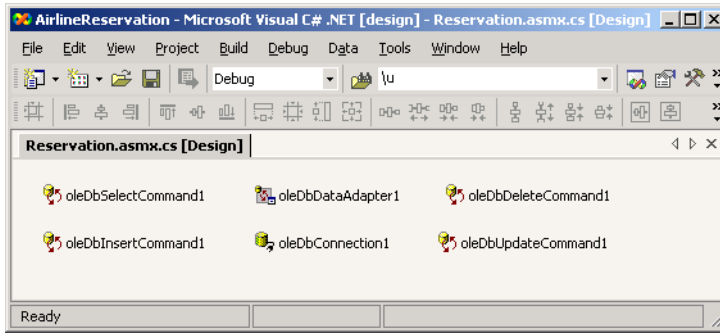 AirlineReservation - Microsoft Visual C# .NET [design] - Reservation.asmx.cs [Design]
File Edit View Project Build Debug Data Tools Window Help
Debug \u
Reservation.asmx.cs [Design]
oleDbSelectCommand1 oleDbDataAdapter1 oleDbDeleteCommand1
oleDbInsertCommand1 oleDbConnection1 oleDbUpdateCommand1
Ready